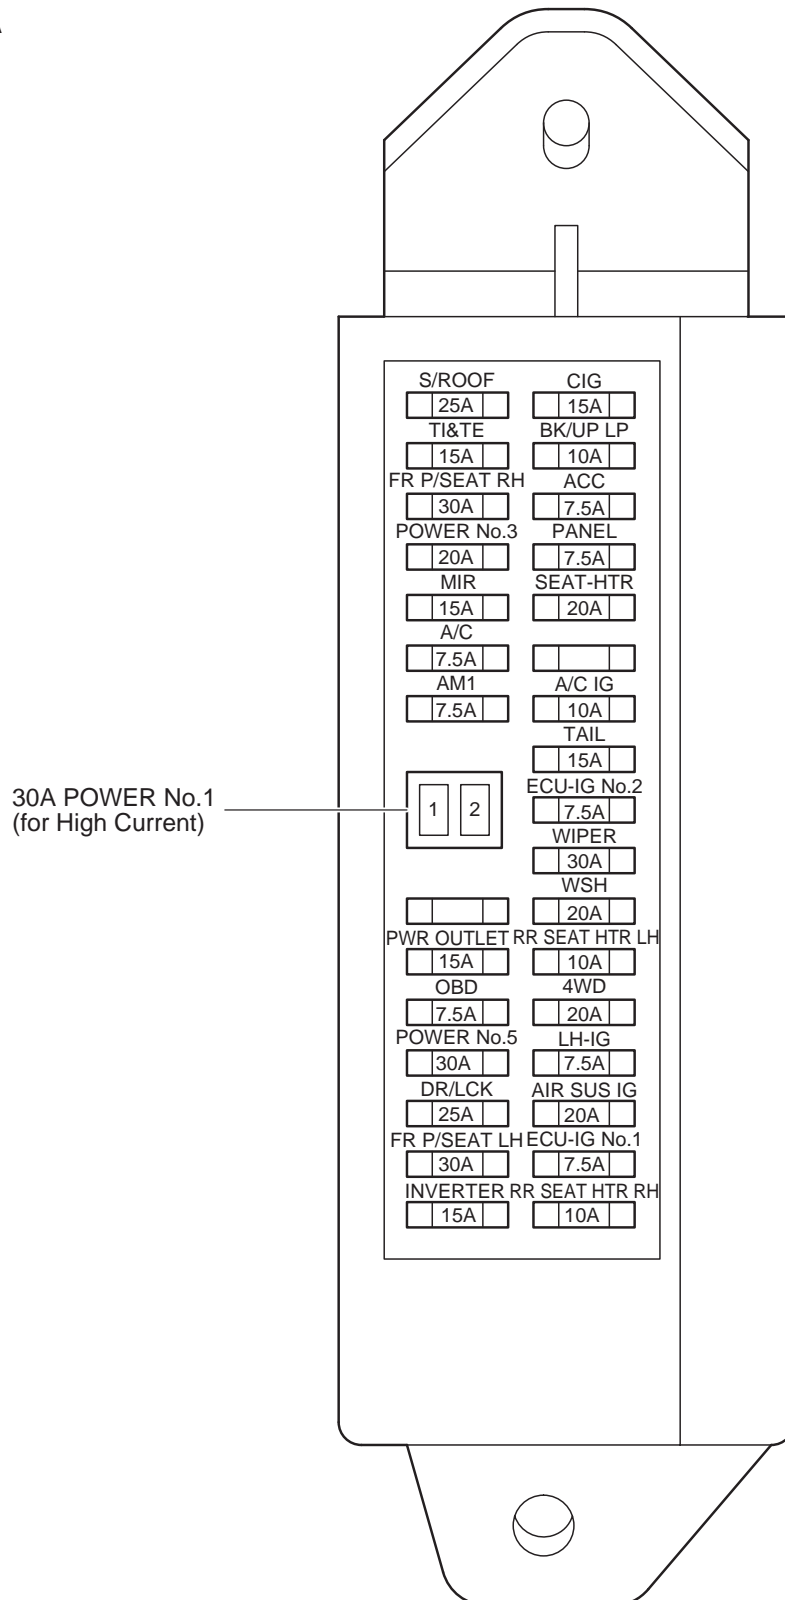 S/ROOF CIG
25A 15A
TI&TE BK/UP LP
15A 10A
FR P/SEAT RH ACC
30A 7.5A
POWER No.3 PANEL
20A 7.5A
MIR SEAT-HTR
15A 20A
A/C
7.5A
AM1 A/C IG
7.5A 10A
TAIL
15A
ECU-IG No.2
30A POWER No.1 1 2 7.5A
(for High Current)
WIPER
30A
WSH
20A
PWR OUTLET RR SEAT HTR LH
15A 10A
OBD 4WD
7.5A 20A
POWER No.5 LH-IG
30A 7.5A
DR/LCK AIR SUS IG
25A 20A
FR P/SEAT LH ECU-IG No.1
30A 7.5A
INVERTER RR SEAT HTR RH
15A 10A